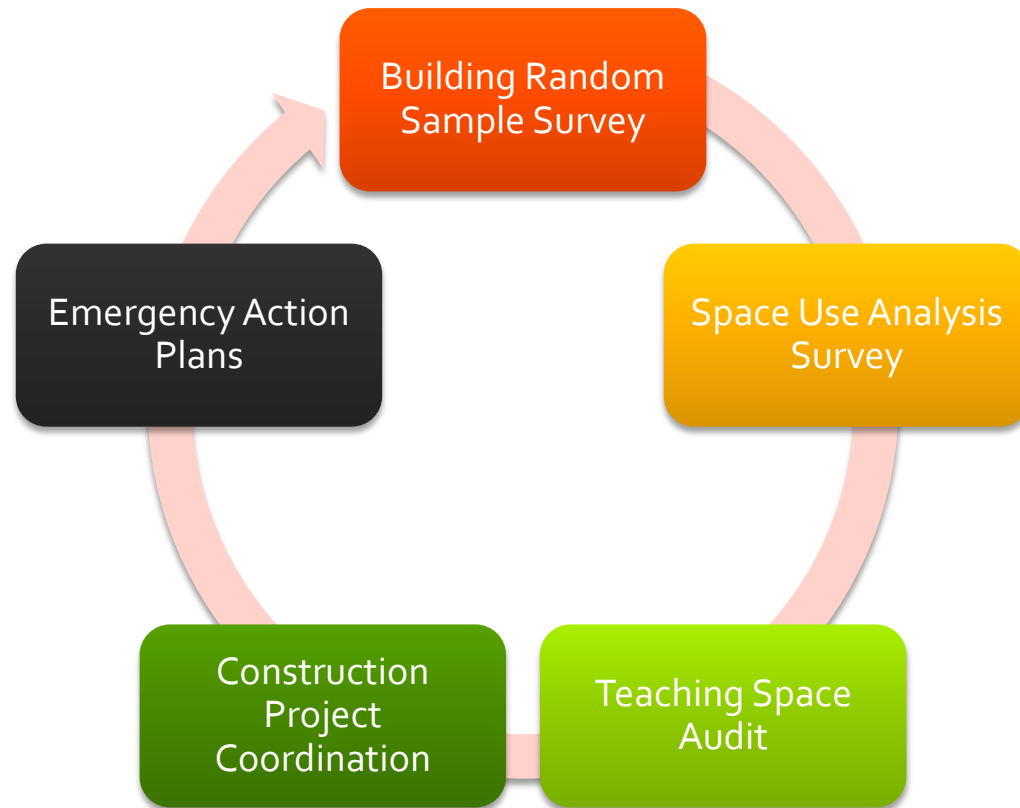 Building Random
Sample Survey
Space Use Analysis
Survey
Teaching Space
Audit
Construction
Project
Coordination
Emergency Action
Plans